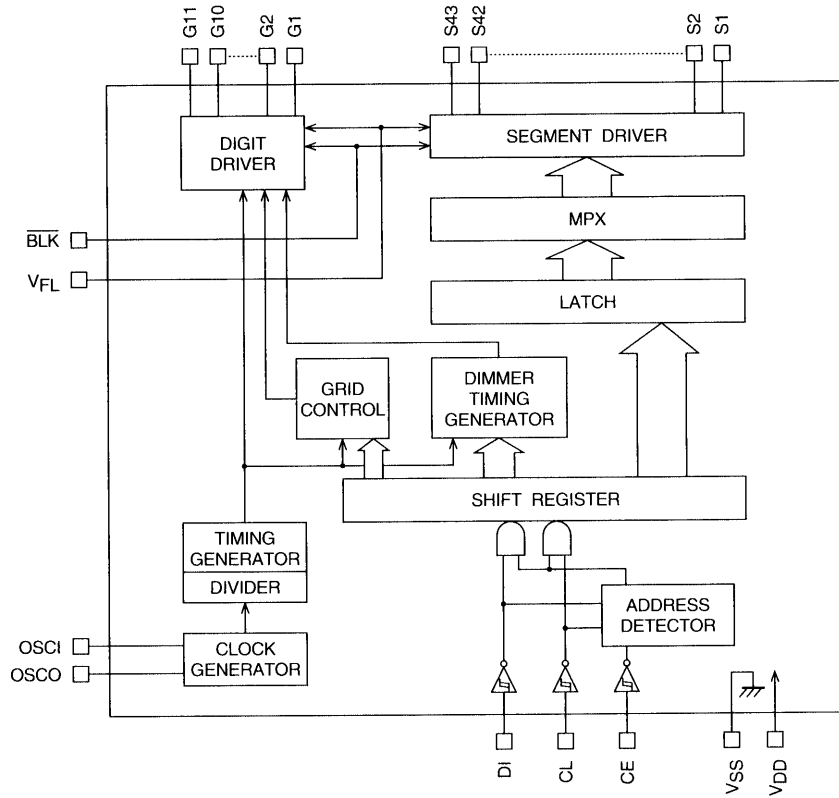 G11
G10
G2
G1
S43
S42
S2
S1
DIGIT
DRIVER
SEGMENT DRIVER
MPX
BLK
VFL
LATCH
GRID
CONTROL
DIMMER
TIMING
GENERATOR
SHIFT REGISTER
TIMING
GENERATOR
DIVIDER
ADDRESS
DETECTOR
OSCI
OSCO
CLOCK
GENERATOR
DI
CL
CE
VSS
VDD